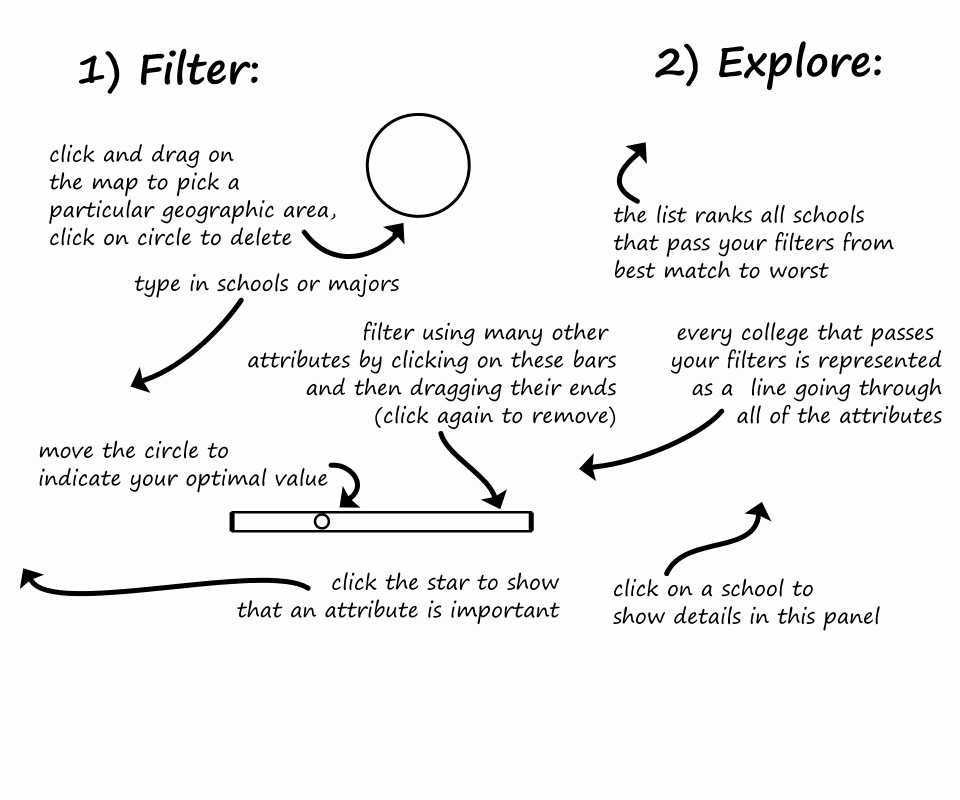 1) Filter:
click and drag on
the map to pick a
particular geographic area,
click on circle to delete
type in schools or majors
filter using many other
attributes by clicking on these bars
and then dragging their ends
(click again to remove)
move the circle to
indicate your optimal value
click the star to show
that an attribute is important
2) Explore:
the list ranks all schools
that pass your filters from
best match to worst
every college that passes
your filters is represented
as a line going through
all of the attributes
click on a school to
show details in this panel